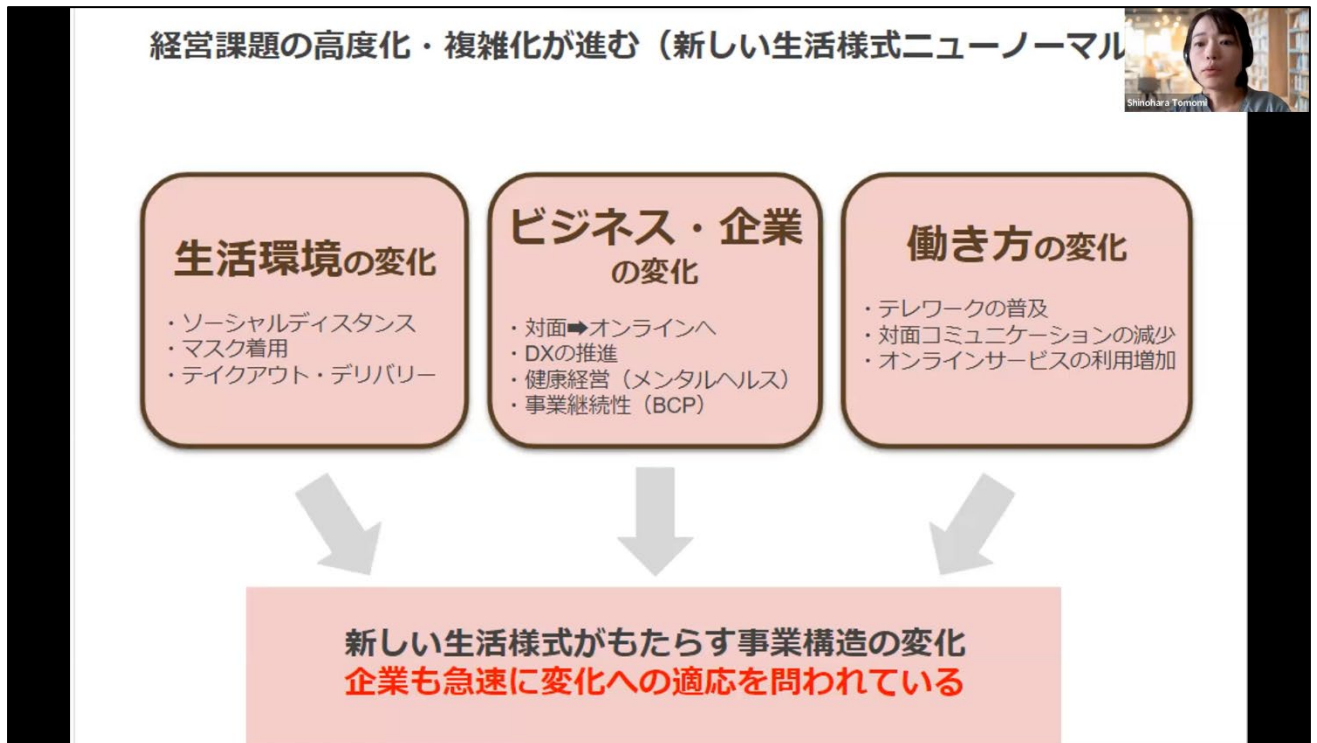 経営課題の高度化・複雑化が進む（新しい生活様式ニューノーマル
Shinohara Tomomi
生活環境の変化
・ソーシャルディスタンス
・マスク着用
・テイクアウト・デリバリー
ビジネス・企業
の変化
・対面➡オンラインへ
・DXの推進
・健康経営（メンタルヘルス）
・事業継続性（BCP）
働き方の変化
・テレワークの普及
・対面コミュニケーションの減少
・オンラインサービスの利用増加
新しい生活様式がもたらす事業構造の変化
企業も急速に変化への適応を問われている